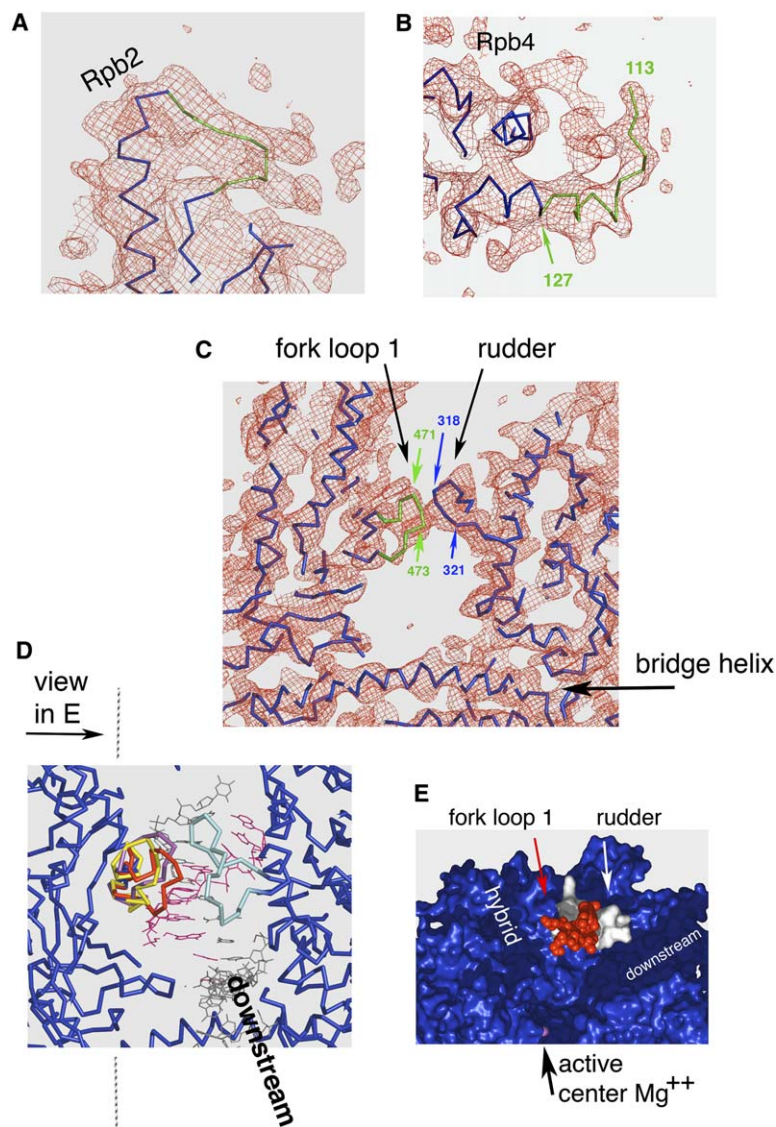 A
Rpb2
B
Rpb4
113
127
C
fork loop 1
rudder
471
318
473
321
bridge helix
D
view
in E
downstream
E
fork loop 1
rudder
hybrid
downstream
active
center Mg++